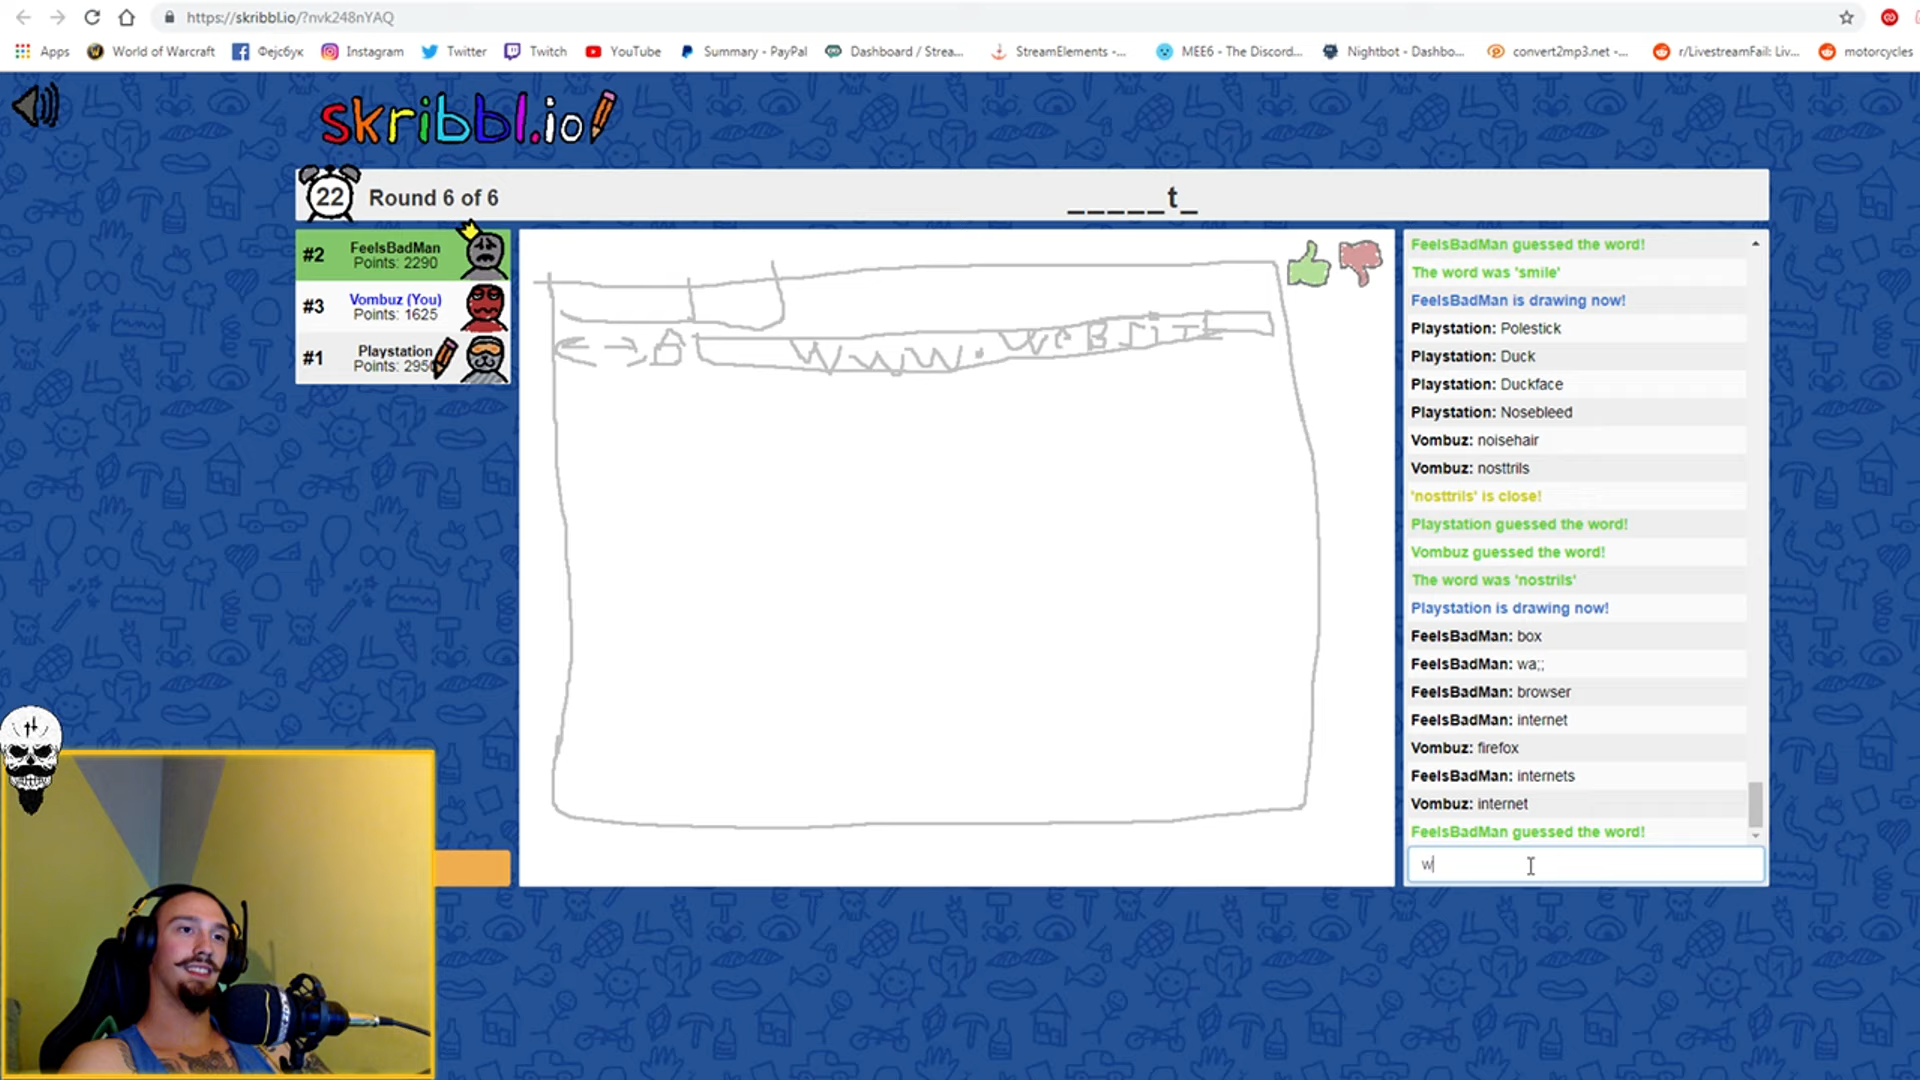 https://skribbl.io/?nvk248nYAQ
Apps World of Warcraft Фејсбук Instagram Twitter Twitch YouTube Summary - PayPal Dashboard / Strea... StreamElements -... MEE6 - The Discord... Nightbot - Dashbo... convert2mp3.net -... r/LivestreamFail: Liv... motorcycles
skribbl.io
22 Round 6 of 6 _____t_
#2 FeelsBadMan
Points: 2290
#3 Vombuz (You)
Points: 1625
#1 Playstation
Points: 2950
www.WEBSITE
FeelsBadMan guessed the word!
The word was 'smile'
FeelsBadMan is drawing now!
Playstation: Polestick
Playstation: Duck
Playstation: Duckface
Playstation: Nosebleed
Vombuz: noisehair
Vombuz: nosttrils
'nosttrils' is close!
Playstation guessed the word!
Vombuz guessed the word!
The word was 'nostrils'
Playstation is drawing now!
FeelsBadMan: box
FeelsBadMan: wa;;
FeelsBadMan: browser
FeelsBadMan: internet
Vombuz: firefox
FeelsBadMan: internets
Vombuz: internet
FeelsBadMan guessed the word!
w